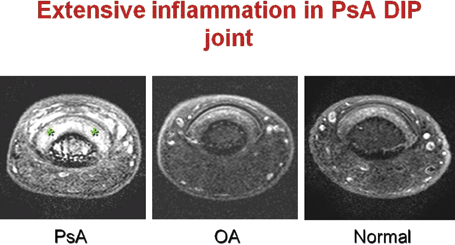 Extensive inflammation in PsA DIP
joint
* *
PsA OA Normal